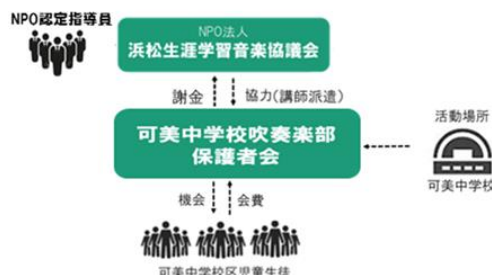 NPO認定指導員
NPO法人
浜松生涯学習音楽協議会
謝金
協力(講師派遣)
可美中学校吹奏楽部
保護者会
活動場所
可美中学校
機会
会費
可美中学校区児童生徒